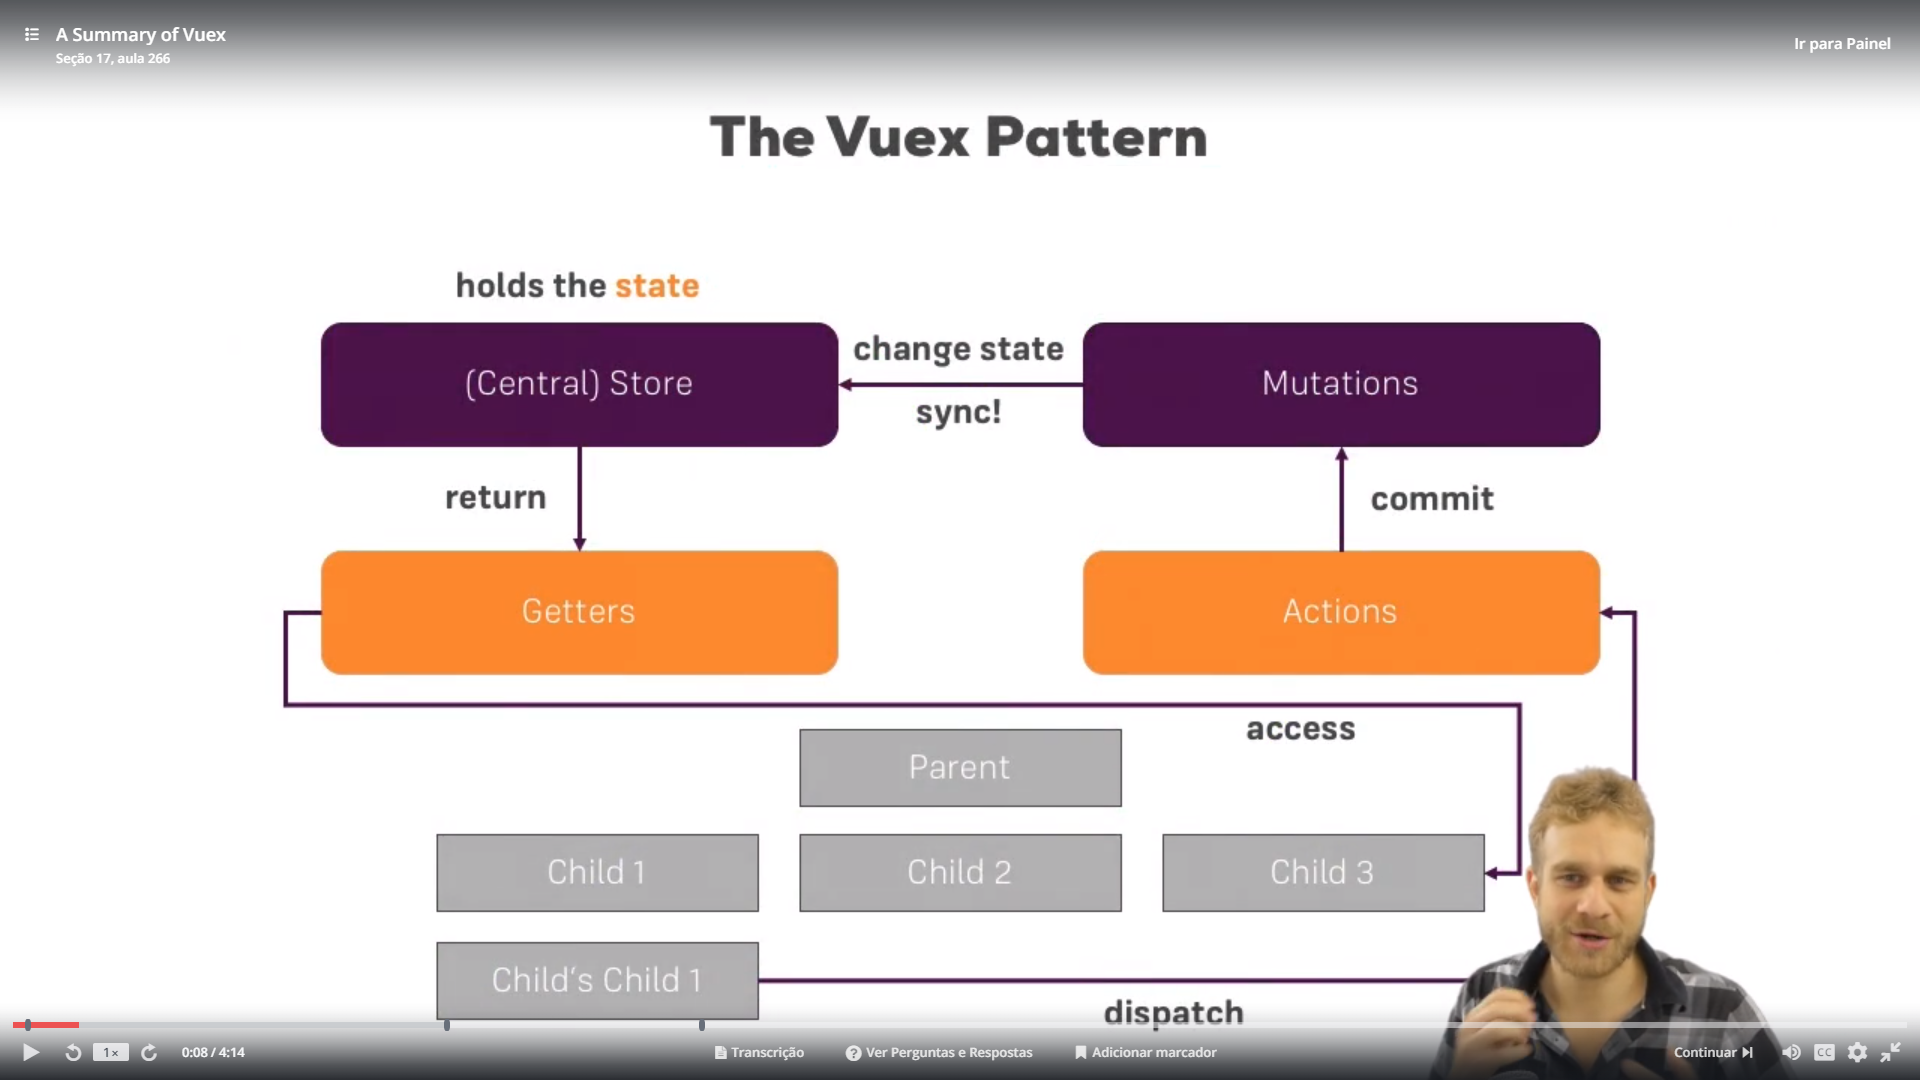 A Summary of Vuex
Seção 17, aula 266
Ir para Painel
The Vuex Pattern
holds the state
(Central) Store
change state
sync!
Mutations
return
commit
Getters
Actions
access
Parent
Child 1
Child 2
Child 3
Child's Child 1
dispatch
1×
0:08 / 4:14
Transcrição
? Ver Perguntas e Respostas
Adicionar marcador
Continuar
CC